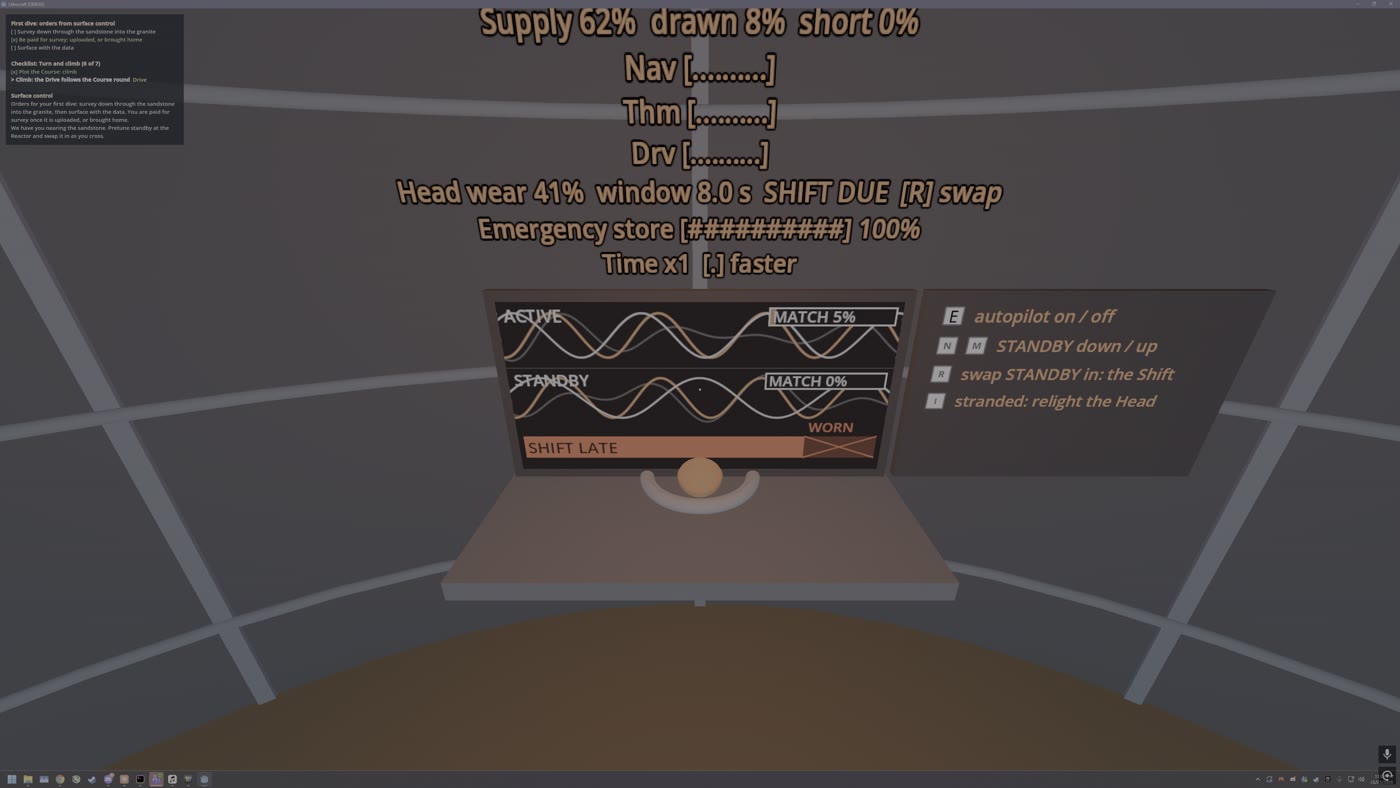 First dive: orders from surface control
[ ] Survey down through the sandstone into the granite
[x] Be paid for survey: uploaded, or brought home
[ ] Surface with the data
Checklist: Turn and climb (6 of 7)
[x] Plot the Course: climb
> Climb: the Drive follows the Course round Drive
Surface control
Orders for your first dive: survey down through the sandstone
into the granite, then surface with the data. You are paid for
survey once it is uploaded, or brought home.
We have you nearing the sandstone. Pretune standby at the
Reactor and swap it in as you cross.
Supply 62% drawn 8% short 0%
Nav [..........]
Thm [..........]
Drv [..........]
Head wear 41% window 8.0 s SHIFT DUE [R] swap
Emergency store [##########] 100%
Time x1 [.] faster
ACTIVE MATCH 5%
STANDBY MATCH 0%
WORN
SHIFT LATE
E autopilot on / off
N M STANDBY down / up
R swap STANDBY in: the Shift
I stranded: relight the Head